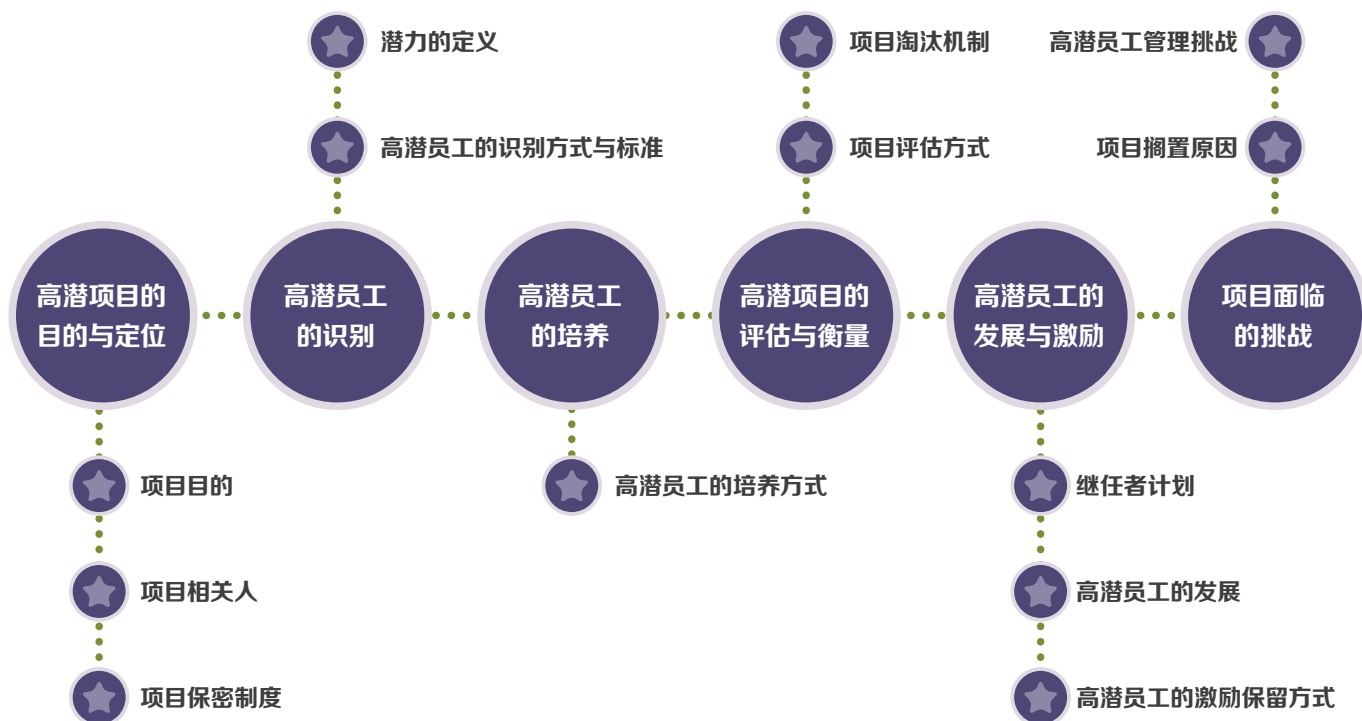 潜力的定义
项目淘汰机制
高潜员工管理挑战
高潜员工的识别方式与标准
项目评估方式
项目搁置原因
高潜项目的
目的与定位
高潜员工
的识别
高潜员工
的培养
高潜项目的
评估与衡量
高潜员工的
发展与激励
项目面临
的挑战
项目目的
高潜员工的培养方式
继任者计划
项目相关人
高潜员工的发展
项目保密制度
高潜员工的激励保留方式